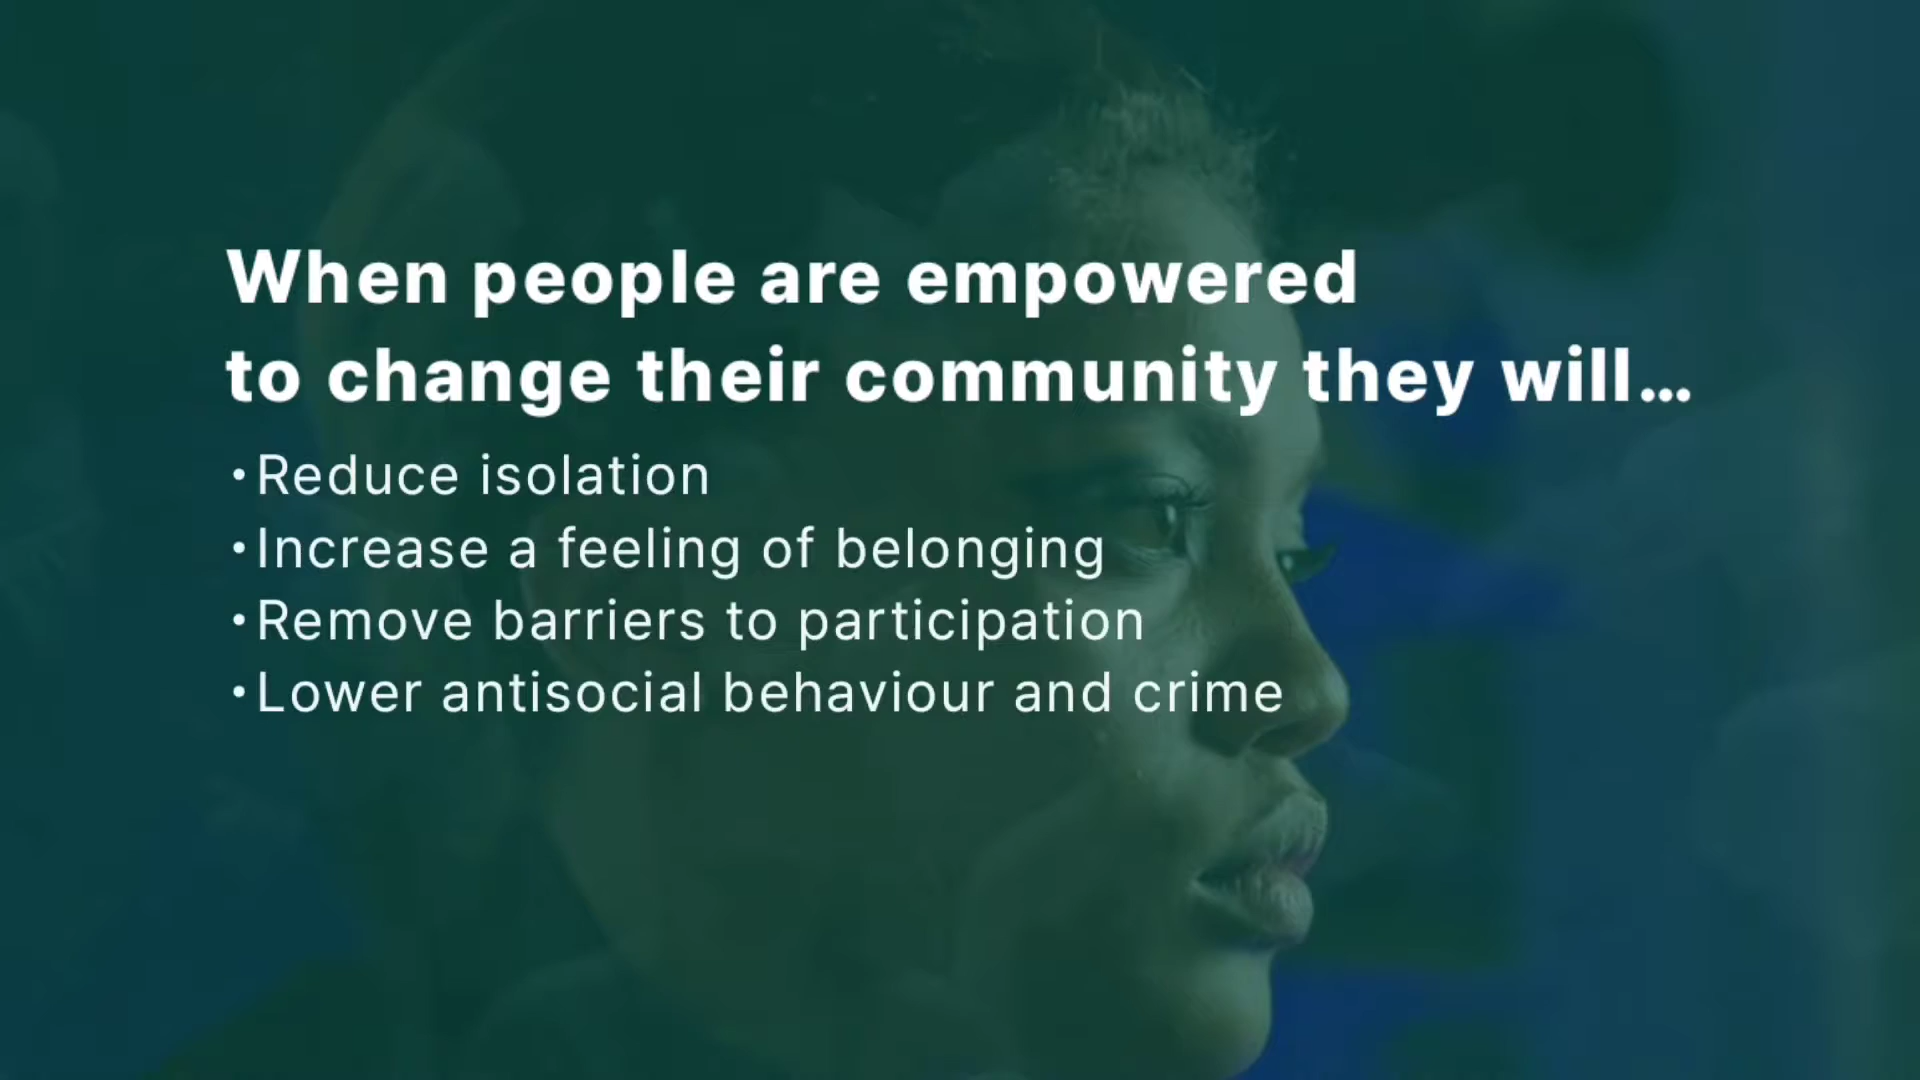 When people are empowered
to change their community they will...
•Reduce isolation
•Increase a feeling of belonging
•Remove barriers to participation
•Lower antisocial behaviour and crime